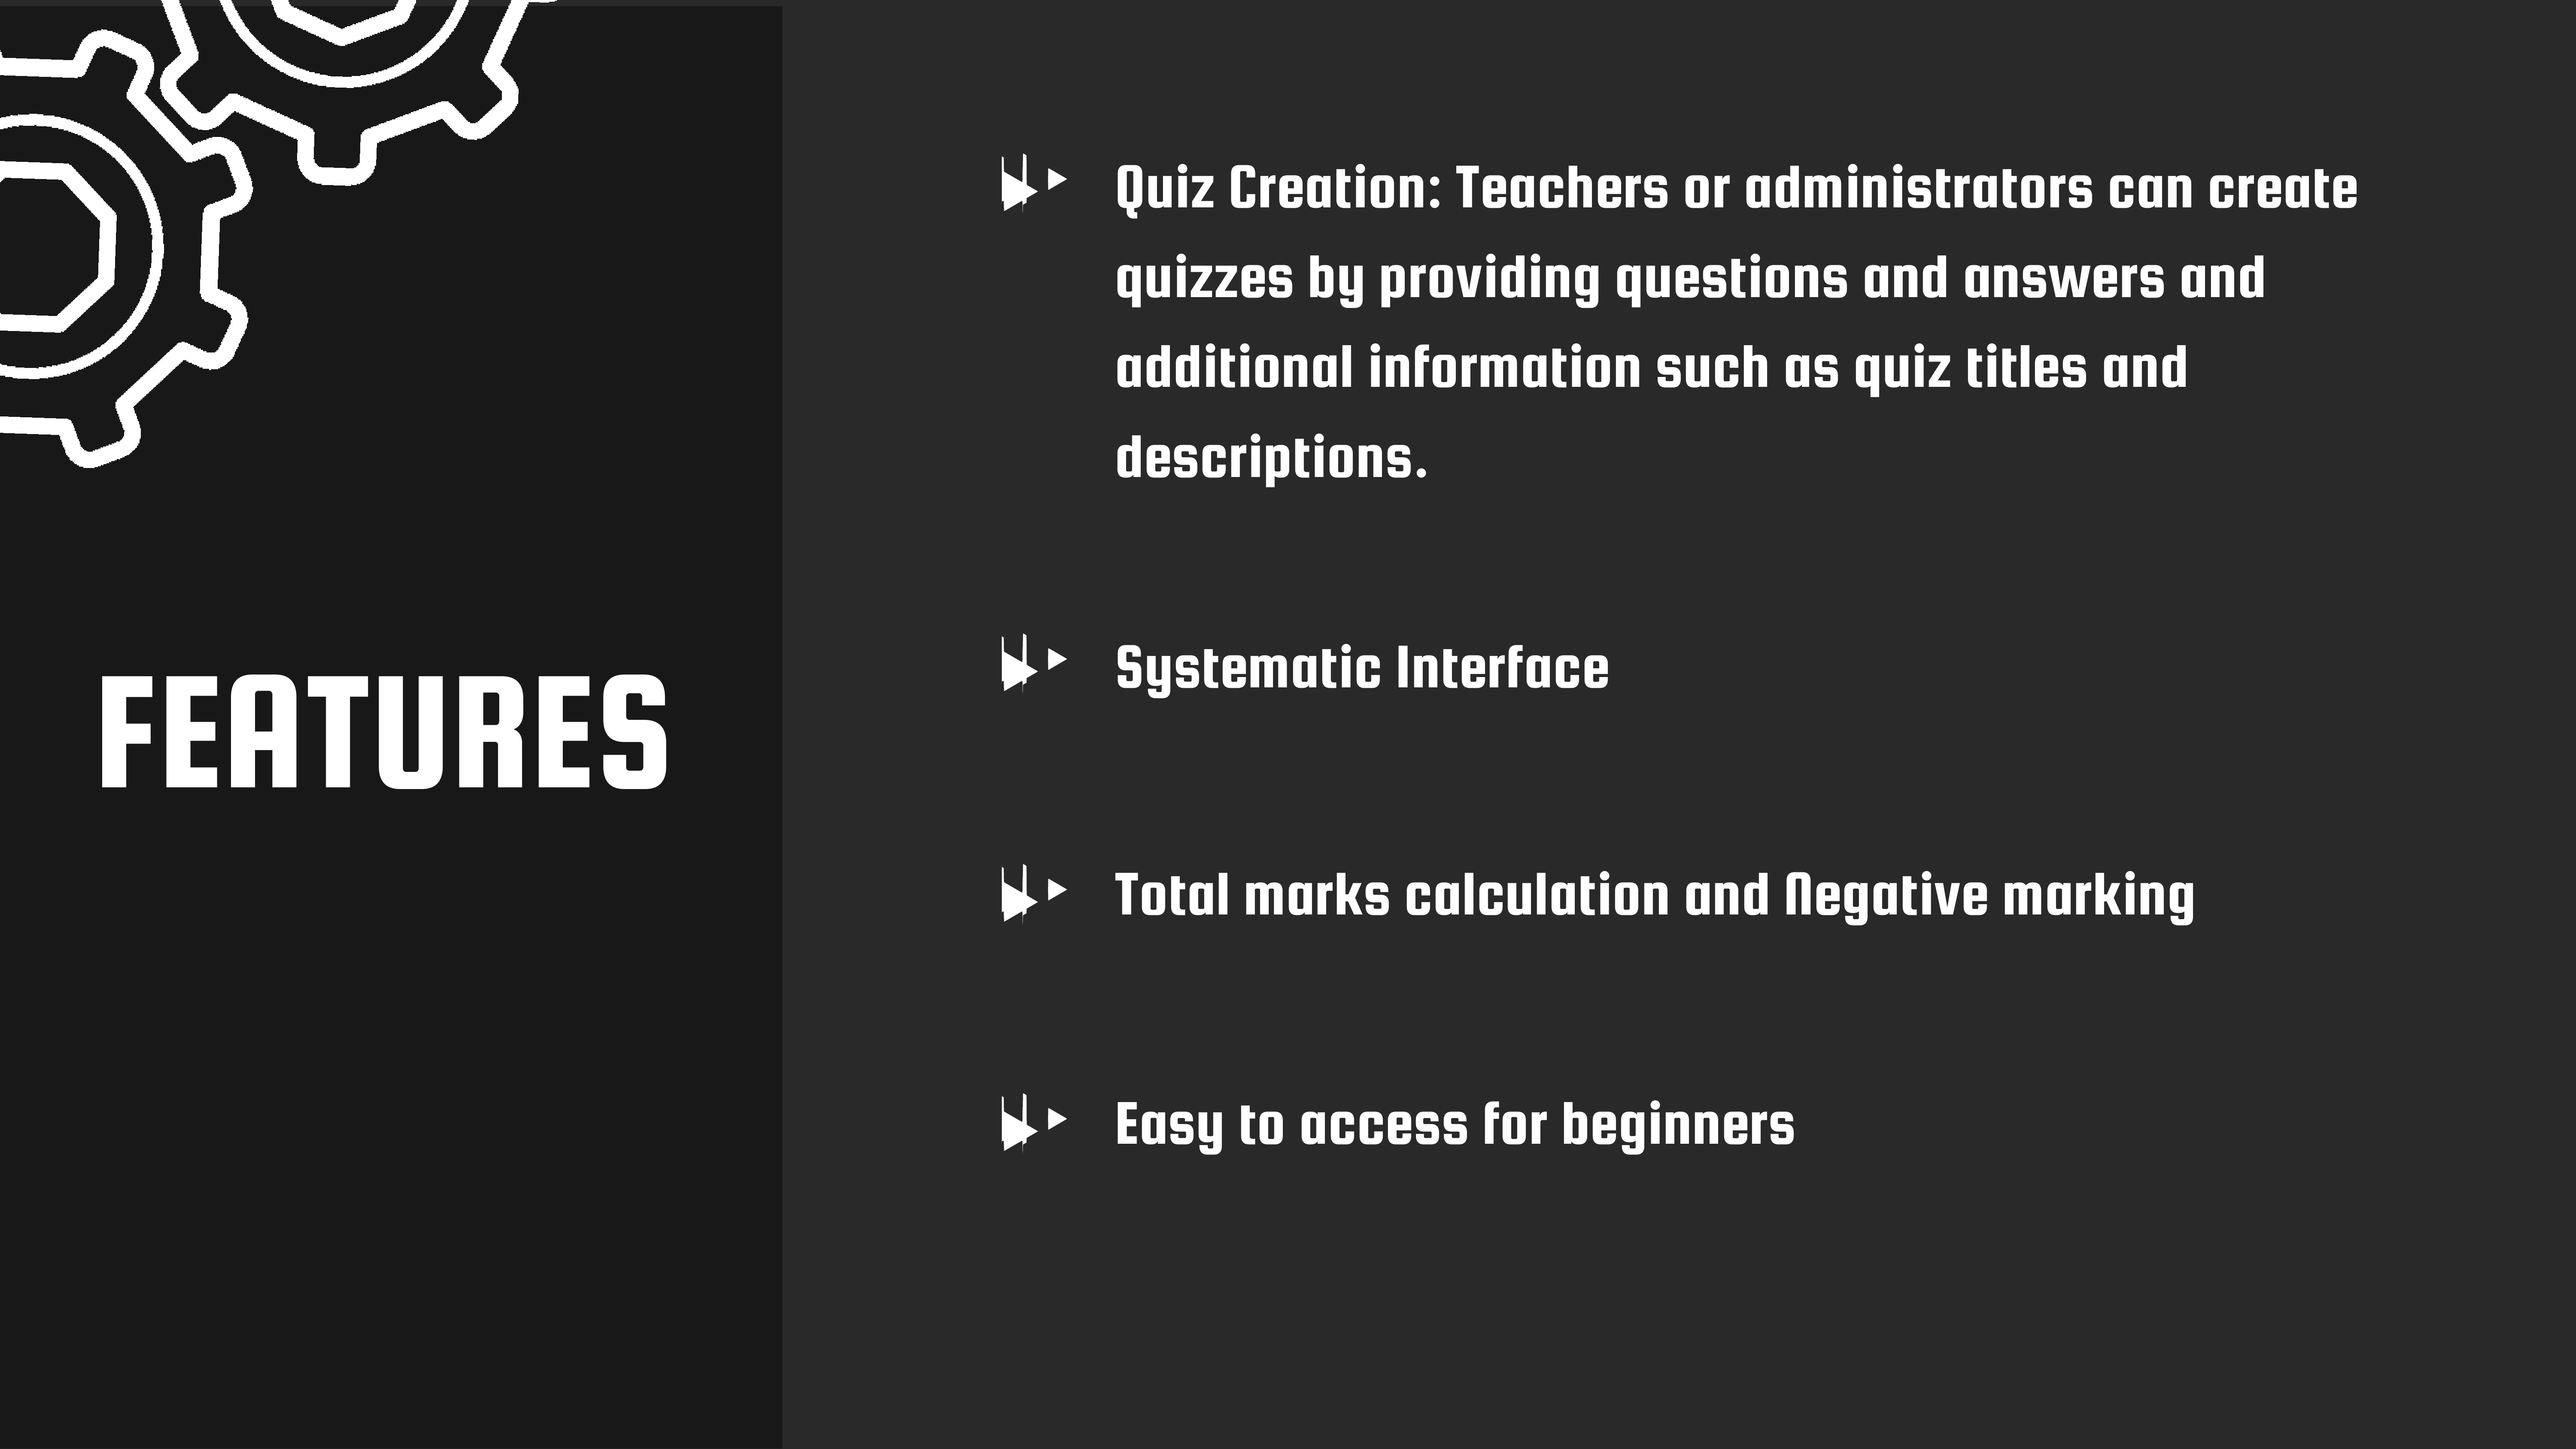 FEATURES
Quiz Creation: Teachers or administrators can create
quizzes by providing questions and answers and
additional information such as quiz titles and
descriptions.
Systematic Interface
Total marks calculation and Negative marking
Easy to access for beginners